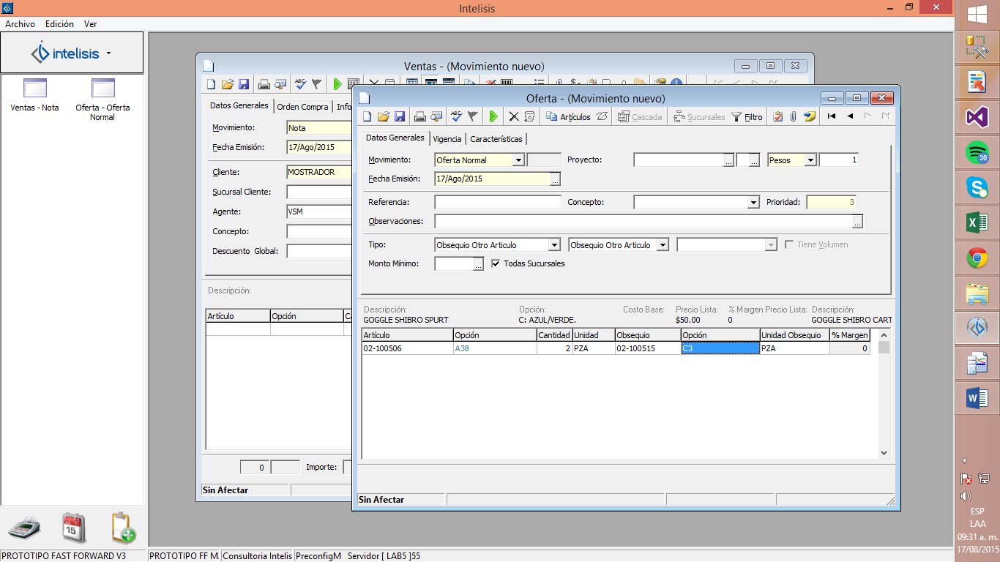 Intelisis
Archivo Edición Ver
intelisis
Ventas - Nota
Oferta - Oferta Normal
Ventas - (Movimiento nuevo)
Datos Generales Orden Compra
Movimiento: Nota
Fecha Emisión: 17/Ago/2015
Cliente: MOSTRADOR
Sucursal Cliente:
Agente: VSM
Concepto:
Descuento Global:
Descripción:
Artículo Opción
0 Importe:
Sin Afectar
Oferta - (Movimiento nuevo)
Artículos Cascada Sucursales Filtro
Datos Generales Vigencia Características
Movimiento: Oferta Normal Proyecto: Pesos 1
Fecha Emisión: 17/Ago/2015
Referencia: Concepto: Prioridad: 3
Observaciones:
Tipo: Obsequio Otro Articulo Obsequio Otro Articulo Tiene Volumen
Monto Mínimo: Todas Sucursales
Descripción: Opción: Costo Base: Precio Lista: % Margen Precio Lista: Descripción:
GOGGLE SHIBRO SPURT C: AZUL/VERDE. $50.00 0 GOGGLE SHIBRO CART
Artículo Opción Cantidad Unidad Obsequio Opción Unidad Obsequio % Margen
02-100506 A38 2 PZA 02-100515 C3 PZA 0
Sin Afectar
15
30
ESP
LAA
09:31 a. m.
17/08/2015
PROTOTIPO FAST FORWARD V3 PROTOTIPO FF M. Consultoria Intelis PreconfigM Servidor [ LAB5 ]55